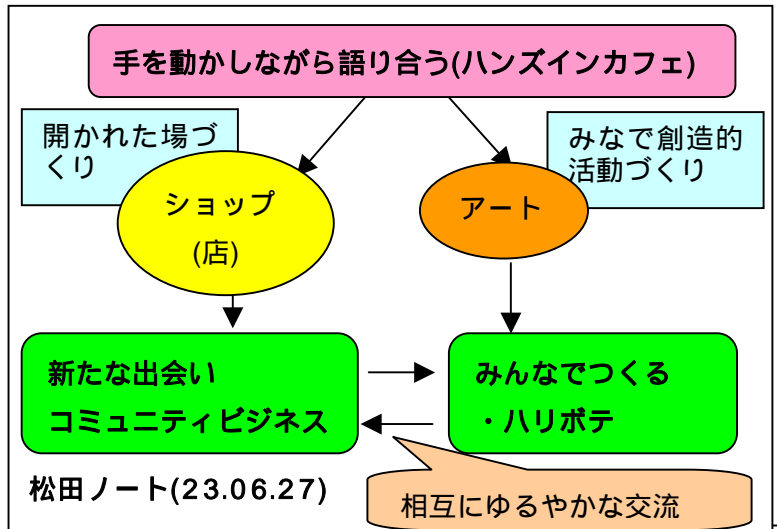 手を動かしながら語り合う(ハンズインカフェ)
開かれた場づ
くり
みなで創造的
活動づくり
ショップ
(店)
アート
新たな出会い
コミュニティビジネス
みんなでつくる
・ハリボテ
松田ノート(23.06.27)
相互にゆるやかな交流